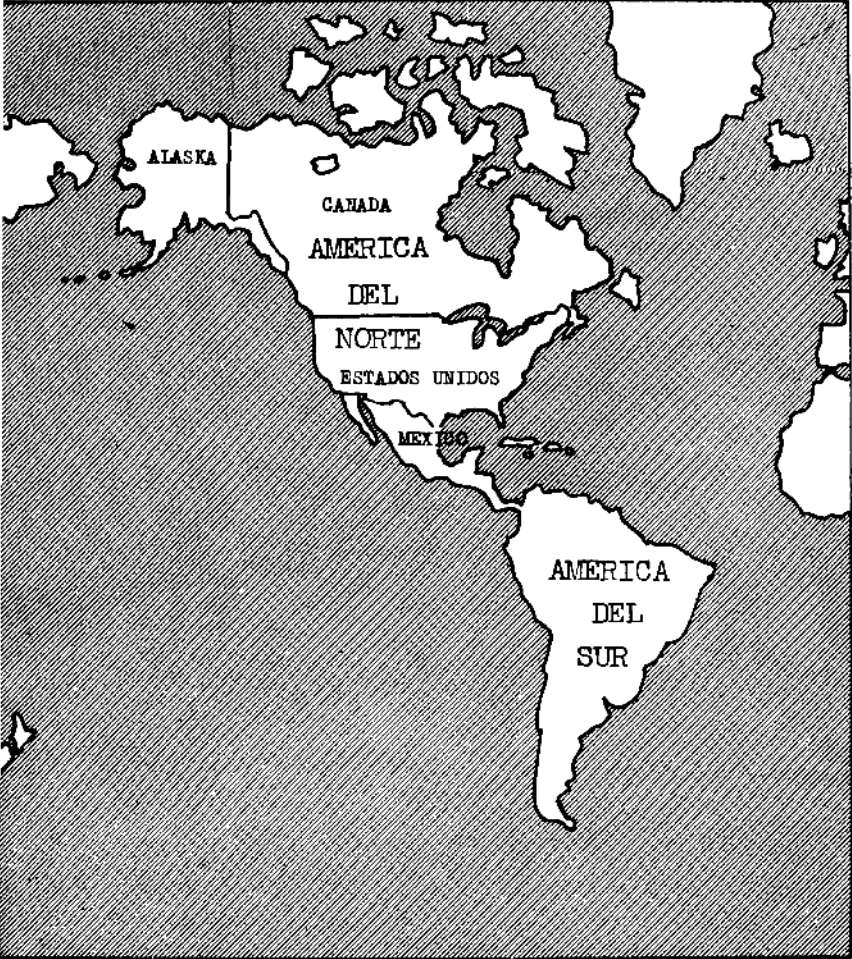 ALASKA
CANADA
AMERICA
DEL
NORTE
ESTADOS UNIDOS
MEXICO
AMERICA
DEL
SUR